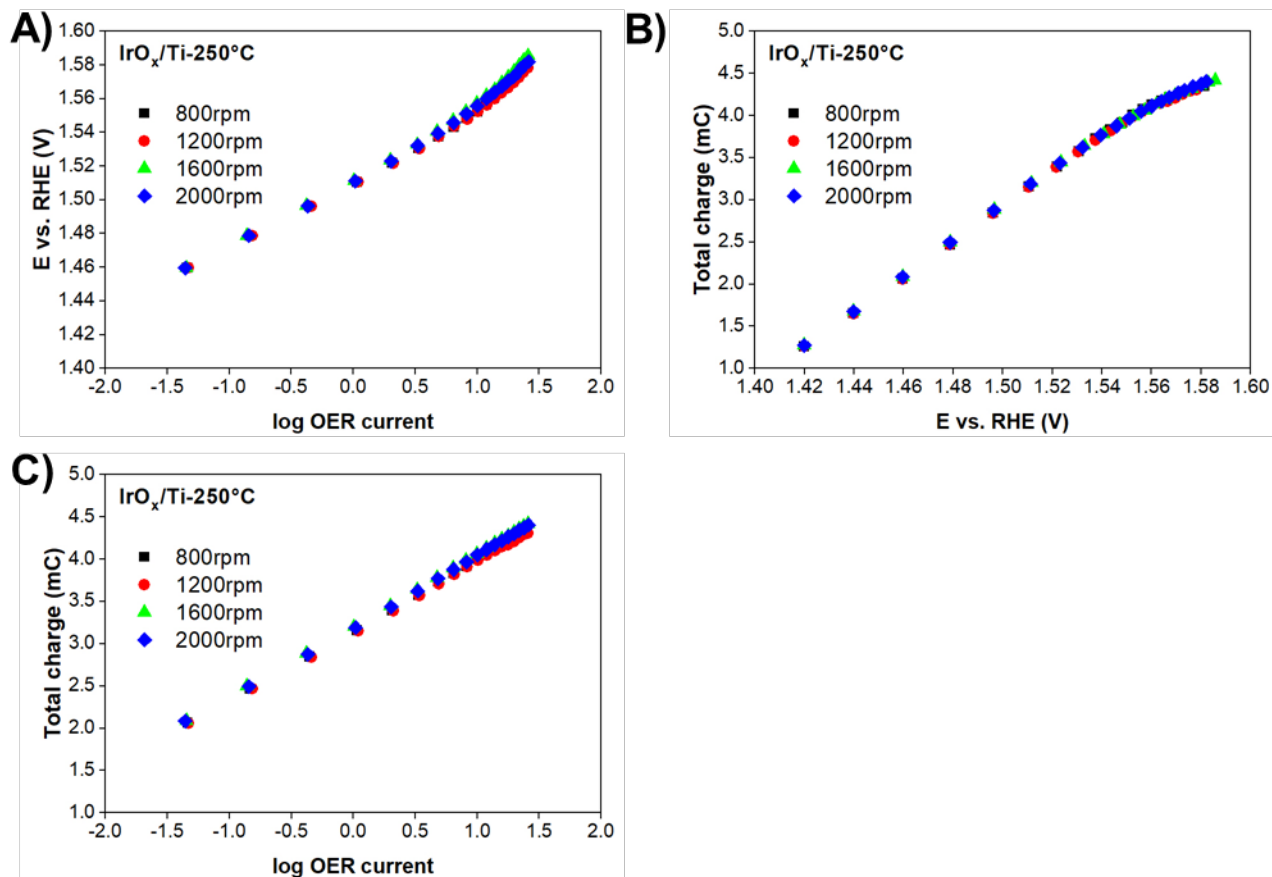 A)
IrOx/Ti-250°C
800rpm
1200rpm
1600rpm
2000rpm
E vs. RHE (V)
1.60
1.58
1.56
1.54
1.52
1.50
1.48
1.46
1.44
1.42
1.40
-2.0 -1.5 -1.0 -0.5 0.0 0.5 1.0 1.5 2.0
log OER current
B)
IrOx/Ti-250°C
800rpm
1200rpm
1600rpm
2000rpm
Total charge (mC)
5.0
4.5
4.0
3.5
3.0
2.5
2.0
1.5
1.0
1.40 1.42 1.44 1.46 1.48 1.50 1.52 1.54 1.56 1.58 1.60
E vs. RHE (V)
C)
IrOx/Ti-250°C
800rpm
1200rpm
1600rpm
2000rpm
Total charge (mC)
5.0
4.5
4.0
3.5
3.0
2.5
2.0
1.5
1.0
-2.0 -1.5 -1.0 -0.5 0.0 0.5 1.0 1.5 2.0
log OER current